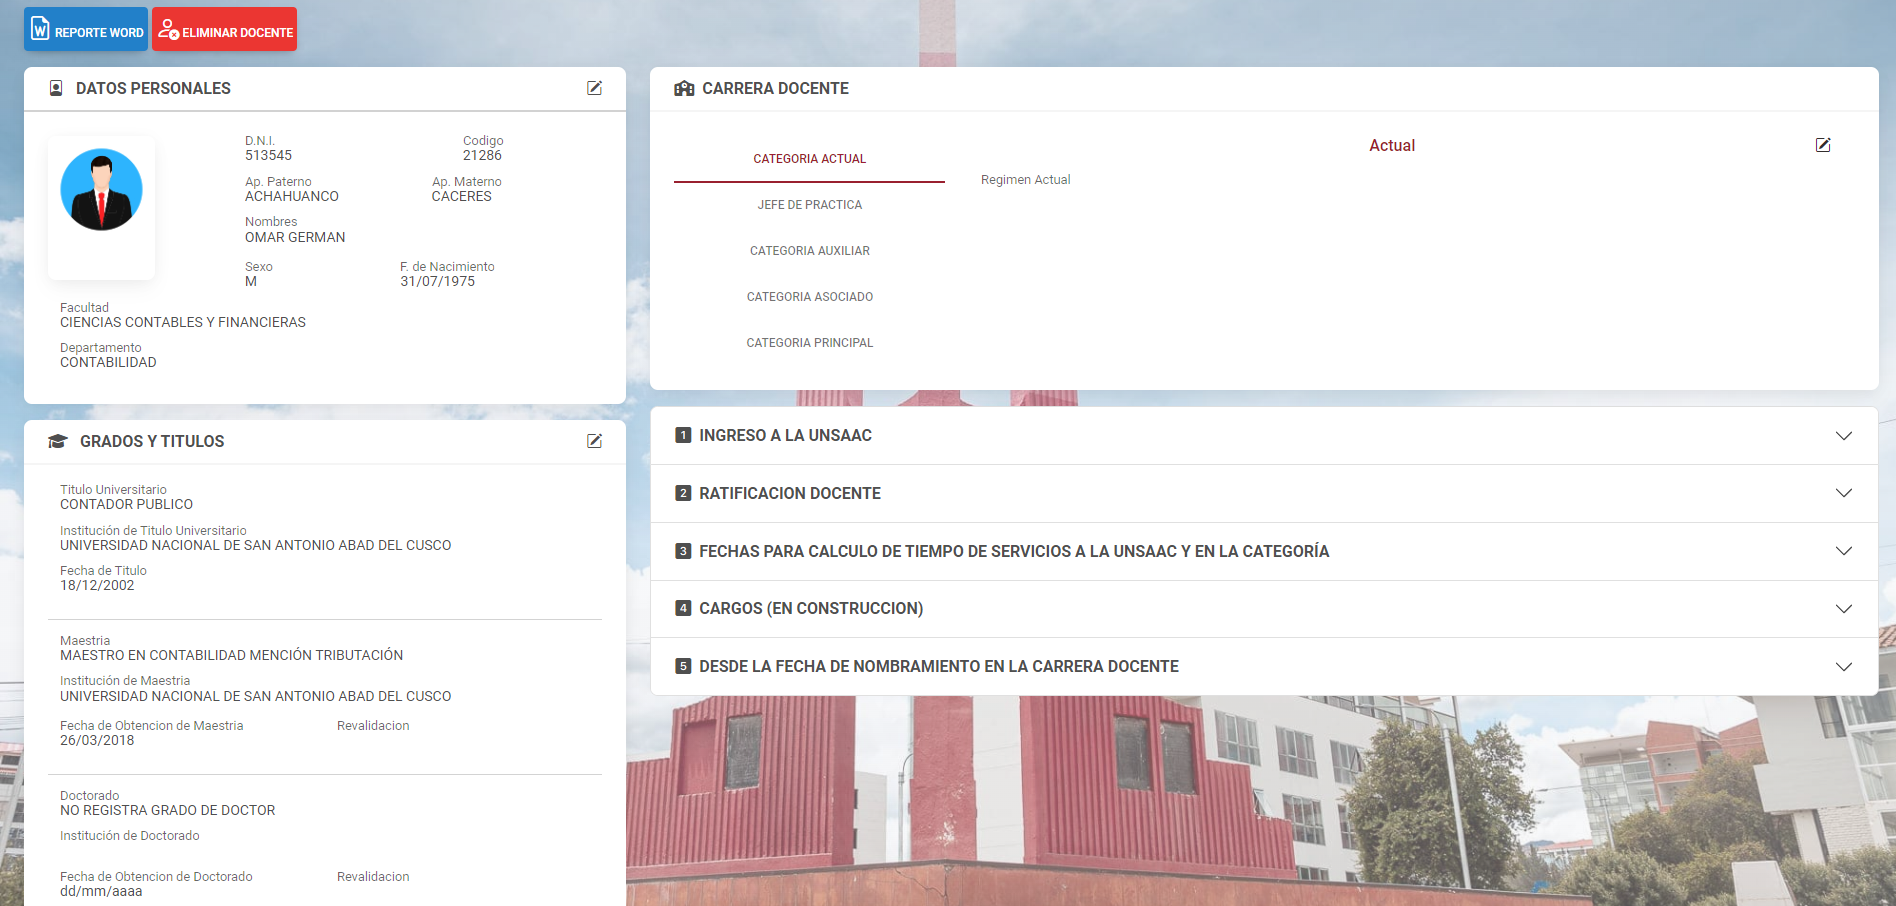 REPORTE WORD
ELIMINAR DOCENTE
DATOS PERSONALES
D.N.I.
513545
Codigo
21286
Ap. Paterno
ACHAHUANCO
Ap. Materno
CACERES
Nombres
OMAR GERMAN
Sexo
M
F. de Nacimiento
31/07/1975
Facultad
CIENCIAS CONTABLES Y FINANCIERAS
Departamento
CONTABILIDAD
GRADOS Y TITULOS
Titulo Universitario
CONTADOR PUBLICO
Institución de Titulo Universitario
UNIVERSIDAD NACIONAL DE SAN ANTONIO ABAD DEL CUSCO
Fecha de Titulo
18/12/2002
Maestria
MAESTRO EN CONTABILIDAD MENCIÓN TRIBUTACIÓN
Institución de Maestria
UNIVERSIDAD NACIONAL DE SAN ANTONIO ABAD DEL CUSCO
Fecha de Obtencion de Maestria
26/03/2018
Revalidacion
Doctorado
NO REGISTRA GRADO DE DOCTOR
Institución de Doctorado
Fecha de Obtencion de Doctorado
dd/mm/aaaa
Revalidacion
CARRERA DOCENTE
CATEGORIA ACTUAL
JEFE DE PRACTICA
CATEGORIA AUXILIAR
CATEGORIA ASOCIADO
CATEGORIA PRINCIPAL
Actual
Regimen Actual
1 INGRESO A LA UNSAAC
2 RATIFICACION DOCENTE
3 FECHAS PARA CALCULO DE TIEMPO DE SERVICIOS A LA UNSAAC Y EN LA CATEGORÍA
4 CARGOS (EN CONSTRUCCION)
5 DESDE LA FECHA DE NOMBRAMIENTO EN LA CARRERA DOCENTE